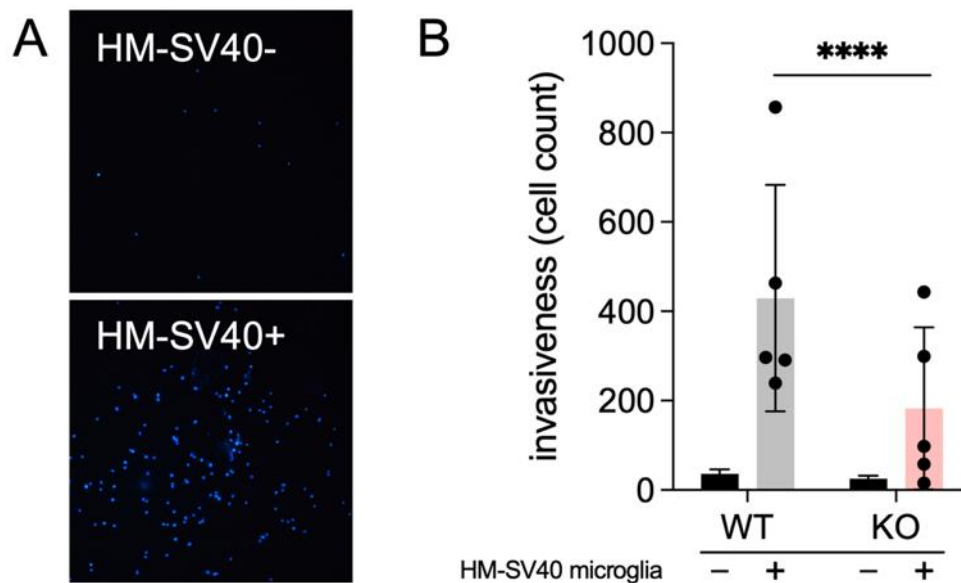 A
HM-SV40-
HM-SV40+
B
****
invasiveness (cell count)
1000
800
600
400
200
0
WT KO
HM-SV40 microglia − + − +